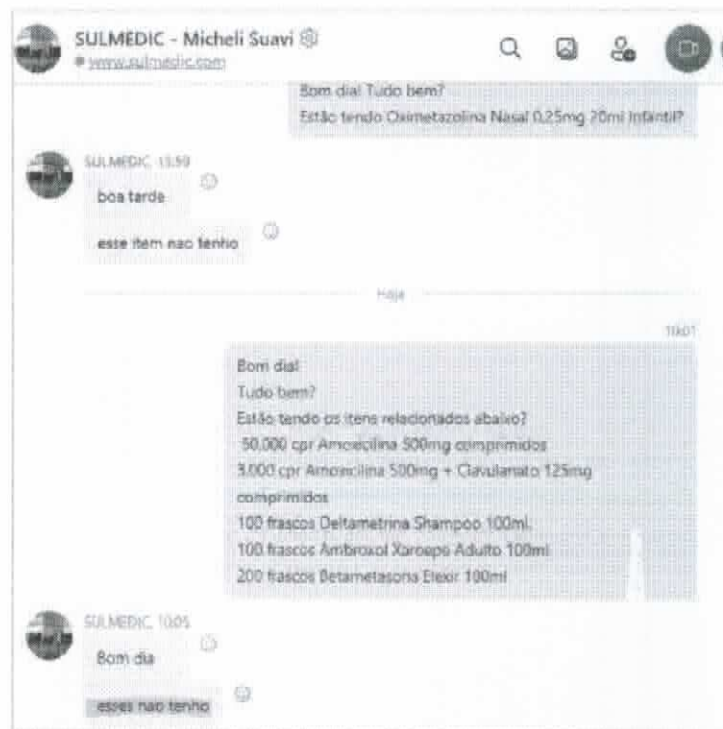 SULMEDIC - Micheli Suavi
www.sulmedic.com
Bom dia! Tudo bem?
Estão tendo Oximetazolina Nasal 0,25mg 20ml Infantil?
SULMEDIC, 13:59
boa tarde
esse item nao tenho
Hoje
11:01
Bom dia!
Tudo bem?
Estão tendo os itens relacionados abaixo?
50.000 cpr Amoxicilina 500mg comprimidos
3.000 cpr Amoxicilina 500mg + Clavulanato 125mg
comprimidos
100 frascos Deltametrina Shampoo 100ml.
100 frascos Ambroxol Xarope Adulto 100ml
200 frascos Betametasona Elexir 100ml
SULMEDIC, 10:05
Bom dia
esses nao tenho